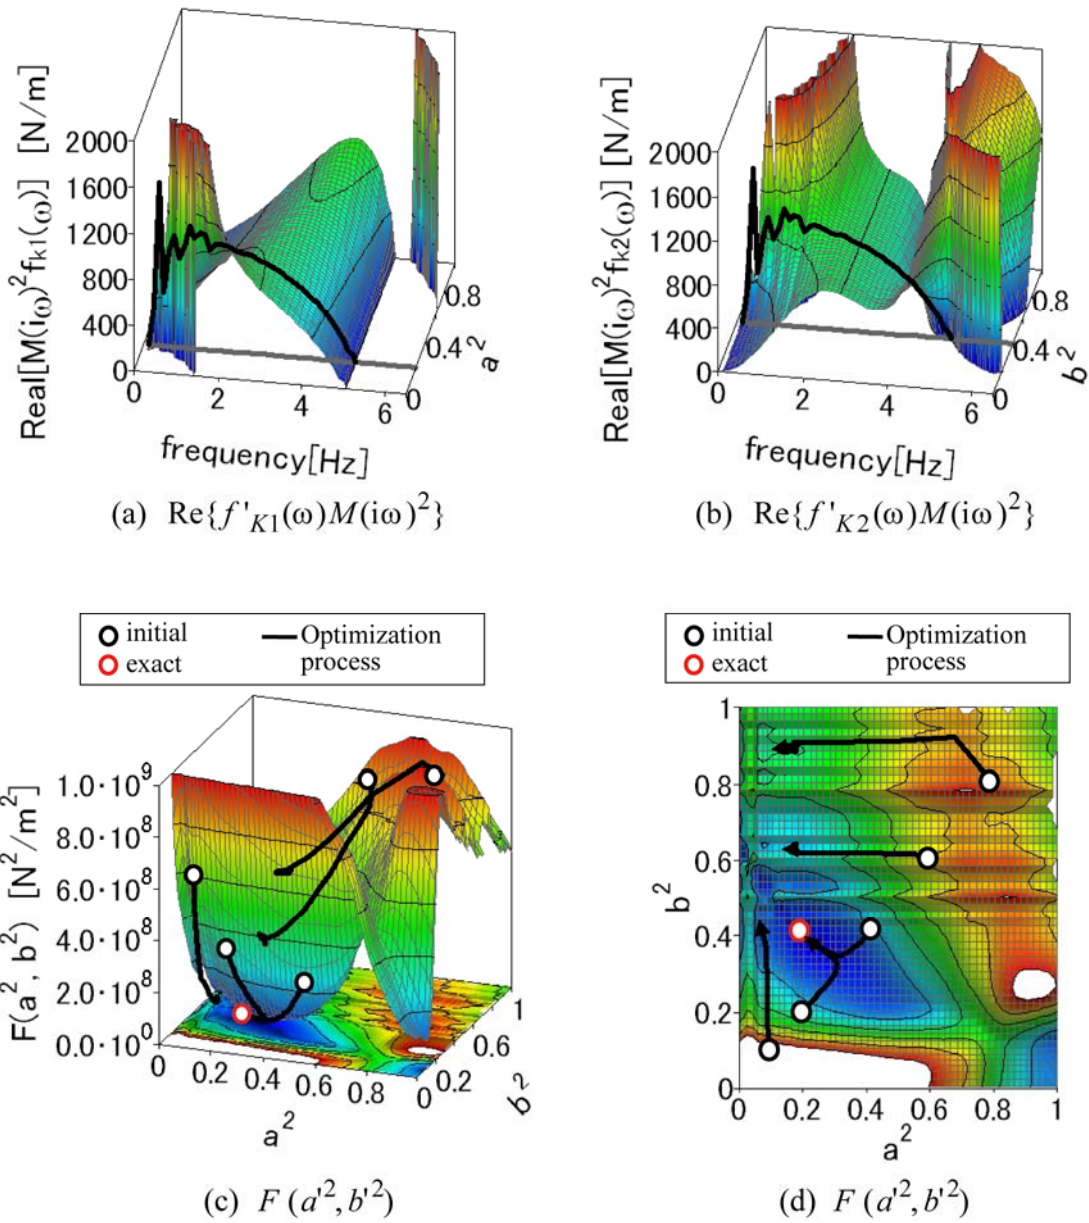 Real[M(iω)²f_k1(ω)] [N/m]
2000
1600
1200
800
400
0
2
4
6
0
0.4
0.8
a²
frequency[Hz]
(a) Re{f'_K1(ω)M(iω)²}
Real[M(iω)²f_k2(ω)] [N/m]
2000
1600
1200
800
400
0
2
4
6
0
0.4
0.8
b²
frequency[Hz]
(b) Re{f'_K2(ω)M(iω)²}
initial
exact
Optimization
process
F(a², b²) [N²/m²]
1.0·10⁹
8.0·10⁸
6.0·10⁸
4.0·10⁸
2.0·10⁸
0.0·10⁰
0 0.2 0.4 0.6 0.8 0
0.2
0.6
1
a²
b²
(c) F(a'², b'²)
initial
exact
Optimization
process
b²
1
0.8
0.6
0.4
0.2
0
0 0.2 0.4 0.6 0.8 1
a²
(d) F(a'², b'²)